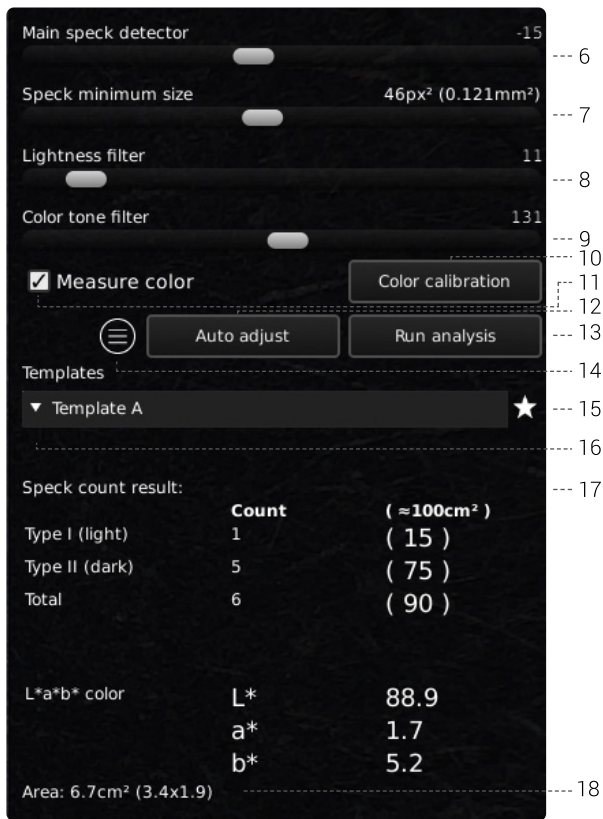 Main speck detector -15
6
Speck minimum size 46px² (0.121mm²)
7
Lightness filter 11
8
Color tone filter 131
9
10
Measure color Color calibration 11
12
Auto adjust Run analysis 13
Templates 14
Template A 15
16
Speck count result: 17
Count ( ≈100cm² )
Type I (light) 1 ( 15 )
Type II (dark) 5 ( 75 )
Total 6 ( 90 )
L*a*b* color L* 88.9
a* 1.7
b* 5.2
Area: 6.7cm² (3.4x1.9) 18